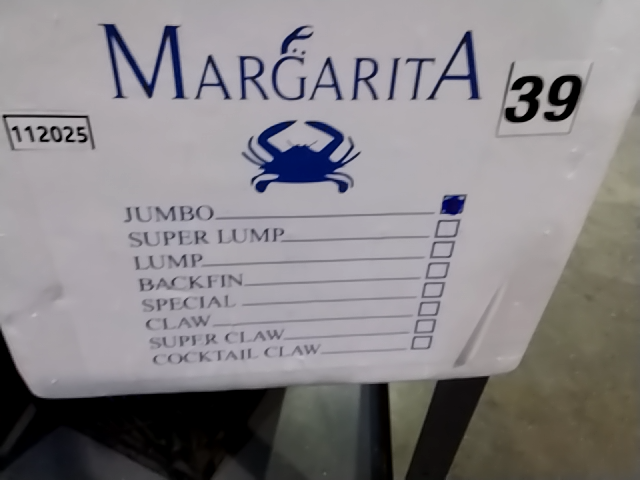 MARGARITA
39
112025
JUMBO
SUPER LUMP
LUMP
BACKFIN
SPECIAL
CLAW
SUPER CLAW
COCKTAIL CLAW